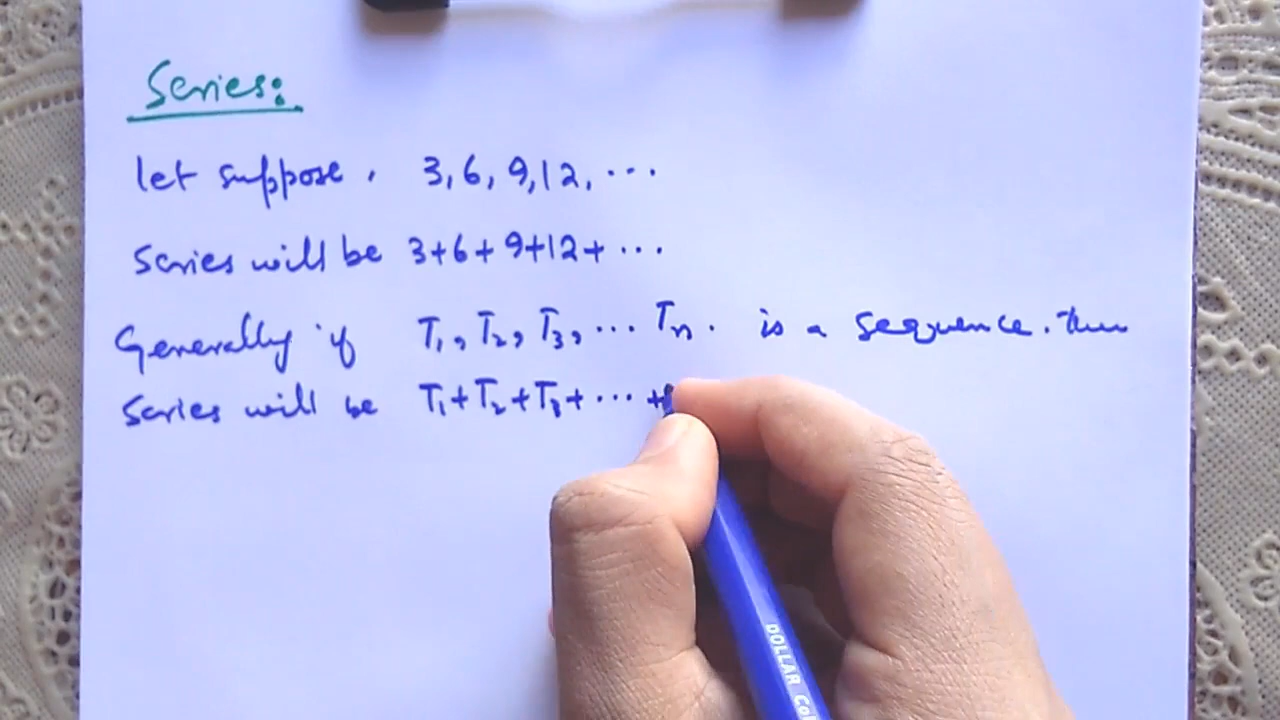 Series:
let suppose, 3, 6, 9, 12, ...
series will be 3+6+9+12+ ...
Generally if T₁, T₂, T₃, ... Tₙ. is a sequence. then
series will be T₁+T₂+T₃+ ... +
DOLLAR Col